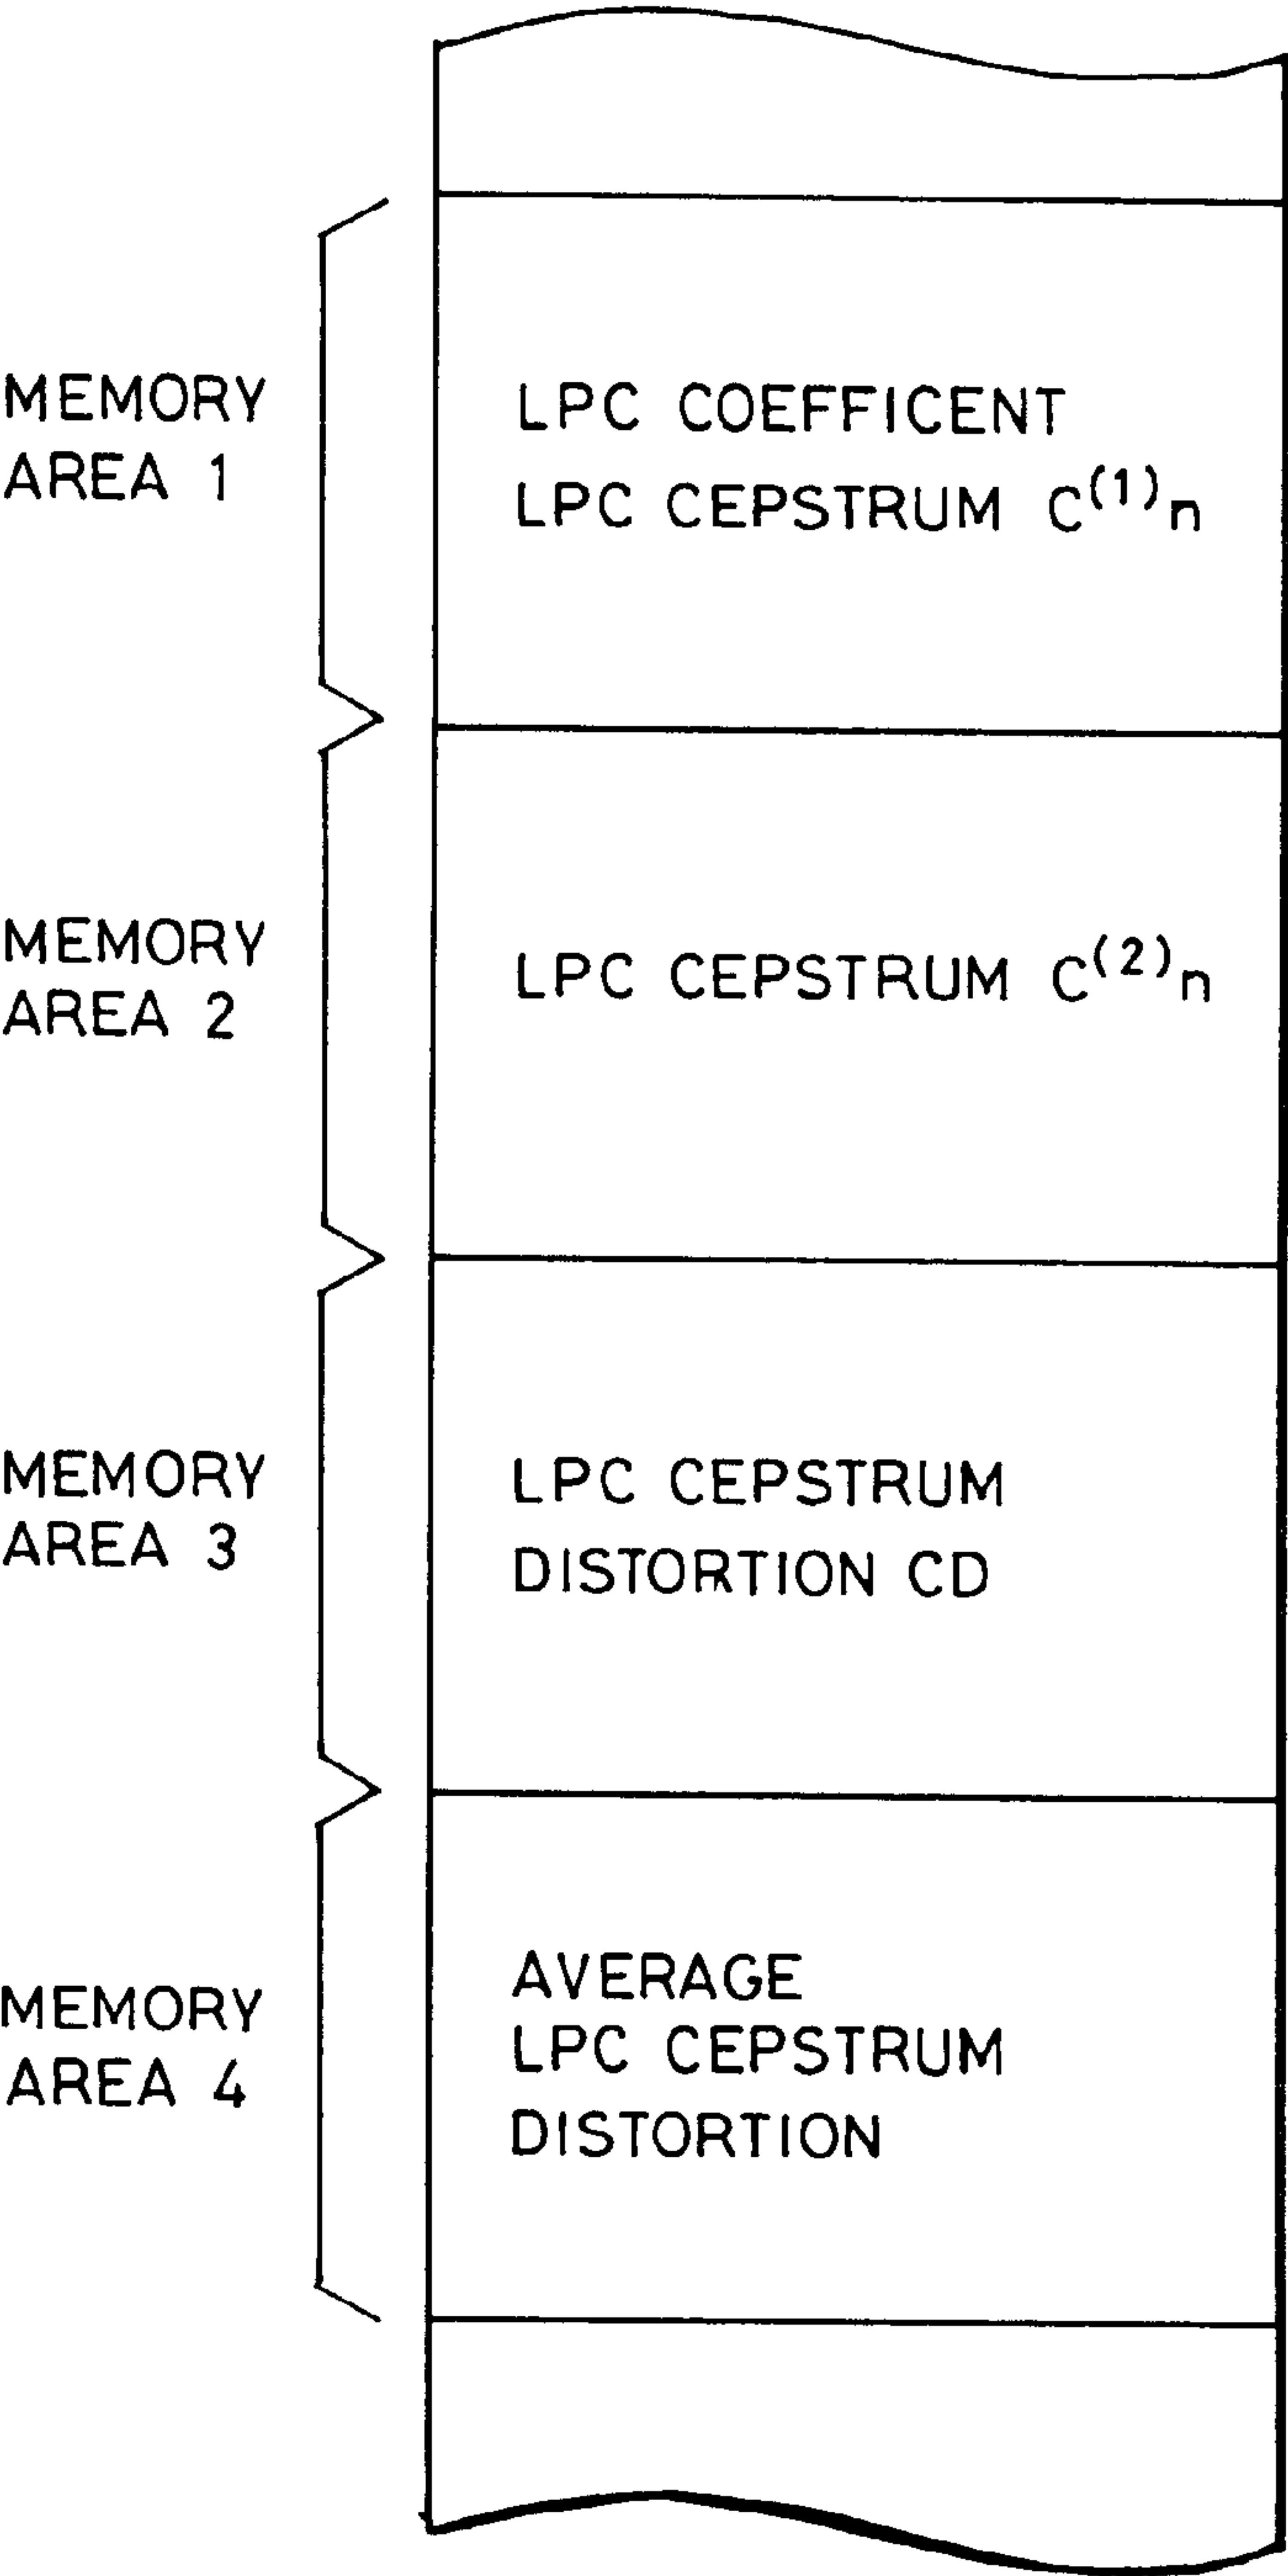 MEMORY
AREA 1
LPC COEFFICENT
LPC CEPSTRUM C⁽¹⁾n
MEMORY
AREA 2
LPC CEPSTRUM C⁽²⁾n
MEMORY
AREA 3
LPC CEPSTRUM
DISTORTION CD
MEMORY
AREA 4
AVERAGE
LPC CEPSTRUM
DISTORTION